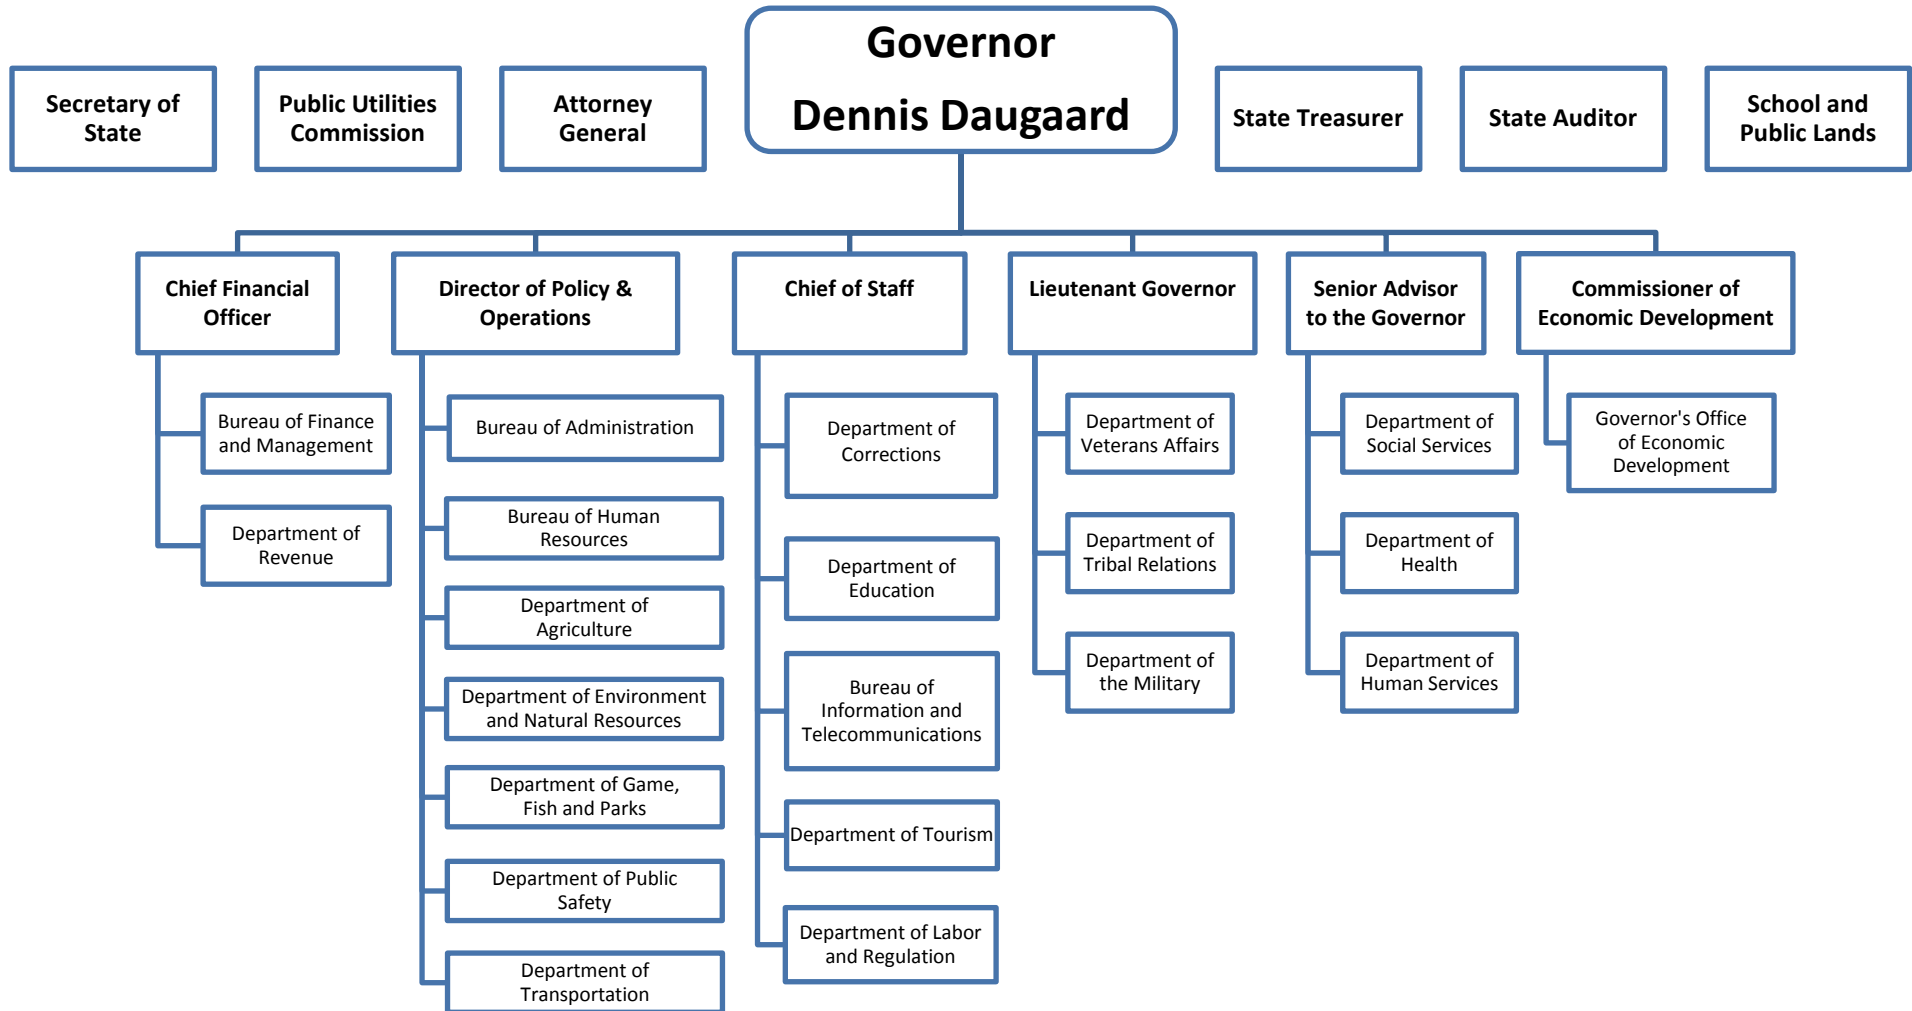 Governor
Dennis Daugaard
Secretary of
State
Public Utilities
Commission
Attorney
General
State Treasurer
State Auditor
School and
Public Lands
Chief Financial
Officer
Bureau of Finance
and Management
Department of
Revenue
Director of Policy &
Operations
Bureau of Administration
Bureau of Human
Resources
Department of
Agriculture
Department of Environment
and Natural Resources
Department of Game,
Fish and Parks
Department of Public
Safety
Department of
Transportation
Chief of Staff
Department of
Corrections
Department of
Education
Bureau of
Information and
Telecommunications
Department of Tourism
Department of Labor
and Regulation
Lieutenant Governor
Department of
Veterans Affairs
Department of
Tribal Relations
Department of
the Military
Senior Advisor
to the Governor
Department of
Social Services
Department of
Health
Department of
Human Services
Commissioner of
Economic Development
Governor's Office
of Economic
Development